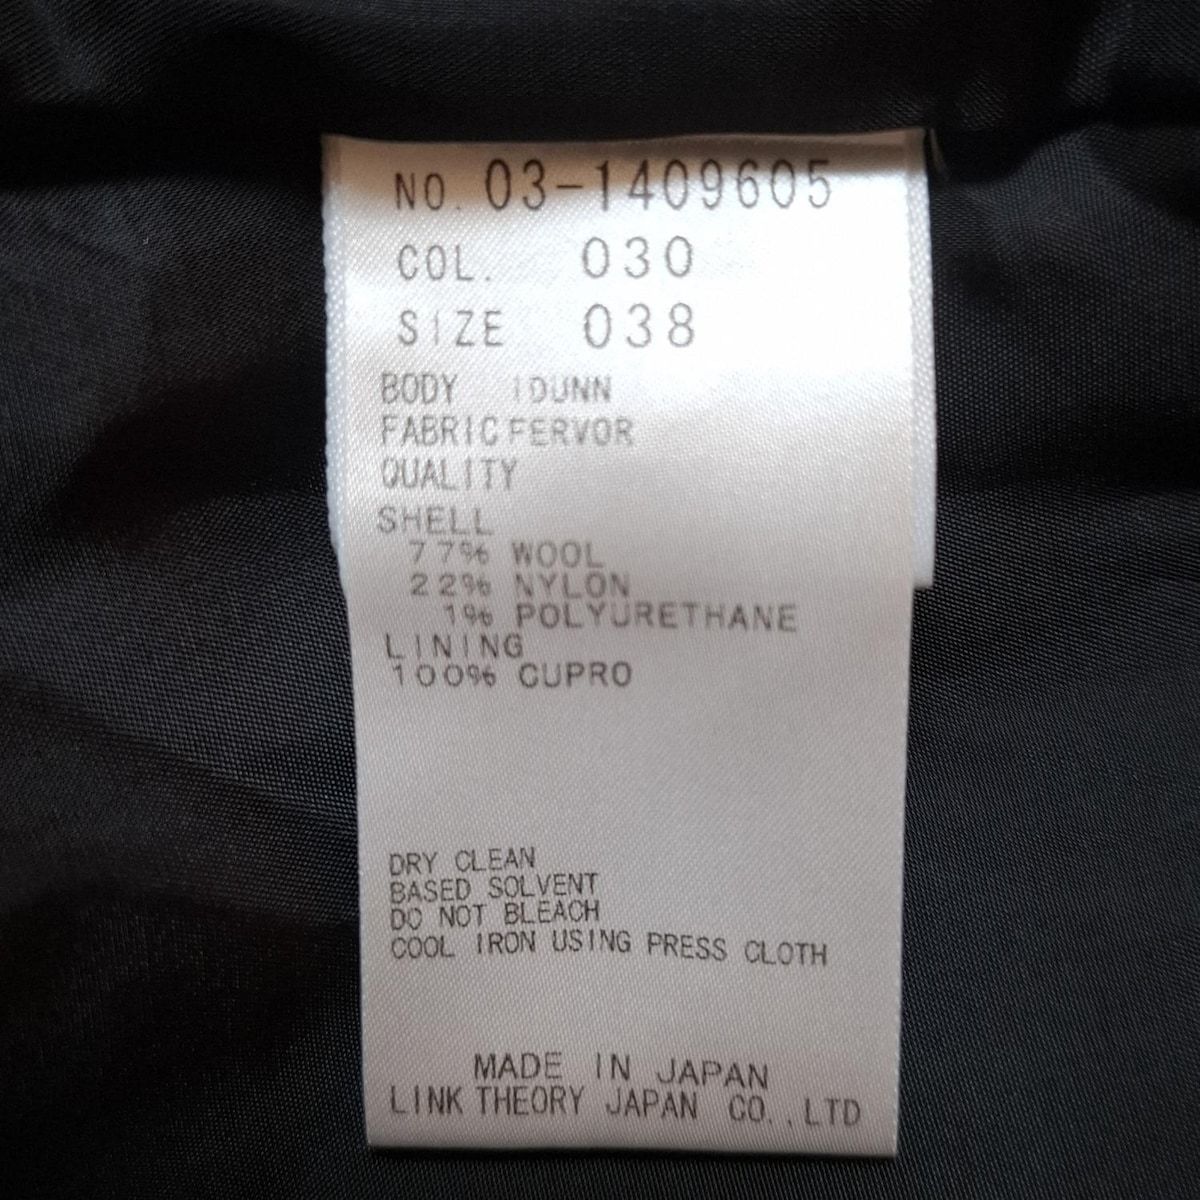 NO. 03-1409605
COL. 030
SIZE 038
BODY IDUNN
FABRIC FERVOR
QUALITY
SHELL
77% WOOL
22% NYLON
1% POLYURETHANE
LINING
100% CUPRO
DRY CLEAN
BASED SOLVENT
DO NOT BLEACH
COOL IRON USING PRESS CLOTH
MADE IN JAPAN
LINK THEORY JAPAN CO.,LTD